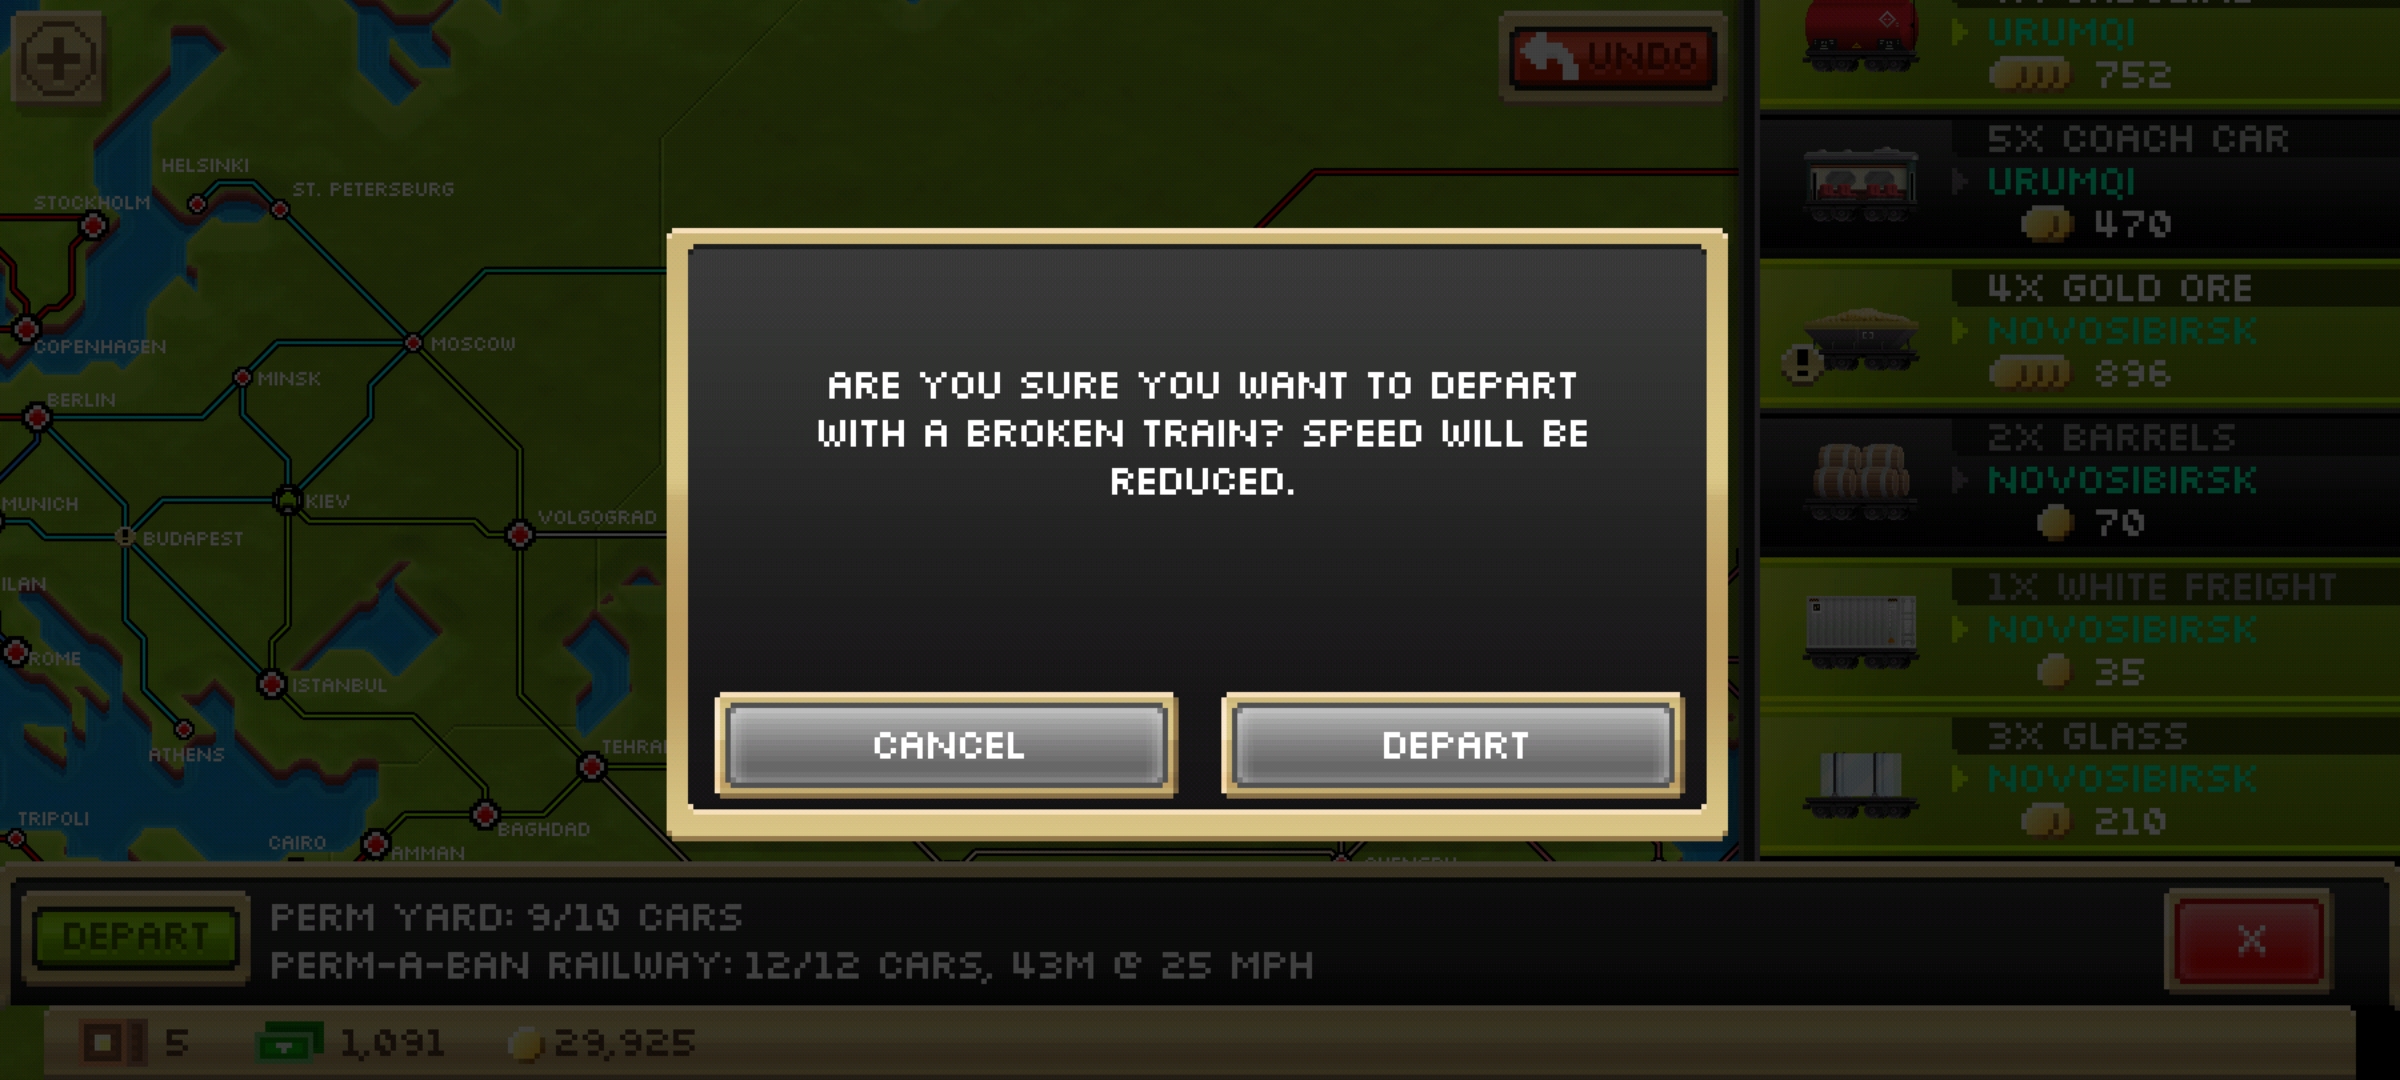 UNDO
URUMQI
752
5X COACH CAR
URUMQI
470
4X GOLD ORE
NOVOSIBIRSK
896
2X BARRELS
NOVOSIBIRSK
70
1X WHITE FREIGHT
NOVOSIBIRSK
35
3X GLASS
NOVOSIBIRSK
210
HELSINKI
ST. PETERSBURG
STOCKHOLM
COPENHAGEN
MOSCOW
MINSK
BERLIN
MUNICH
KIEV
VOLGOGRAD
BUDAPEST
ILAN
ROME
ISTANBUL
ATHENS
TEHRA
TRIPOLI
BAGHDAD
CAIRO
AMMAN
ARE YOU SURE YOU WANT TO DEPART
WITH A BROKEN TRAIN? SPEED WILL BE
REDUCED.
CANCEL
DEPART
DEPART
PERM YARD: 9/10 CARS
PERM-A-BAN RAILWAY: 12/12 CARS, 43M @ 25 MPH
X
5
1,091
29,925